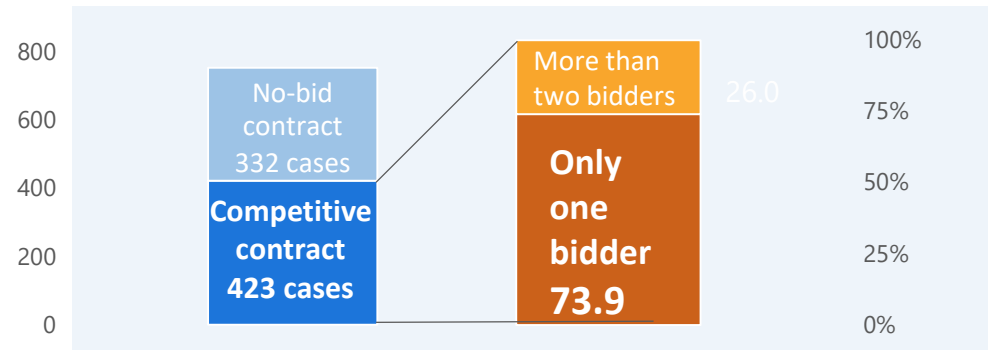 800
600
400
200
0
No-bid
contract
332 cases
Competitive
contract
423 cases
More than
two bidders
26.0
Only
one
bidder
73.9
100%
75%
50%
25%
0%